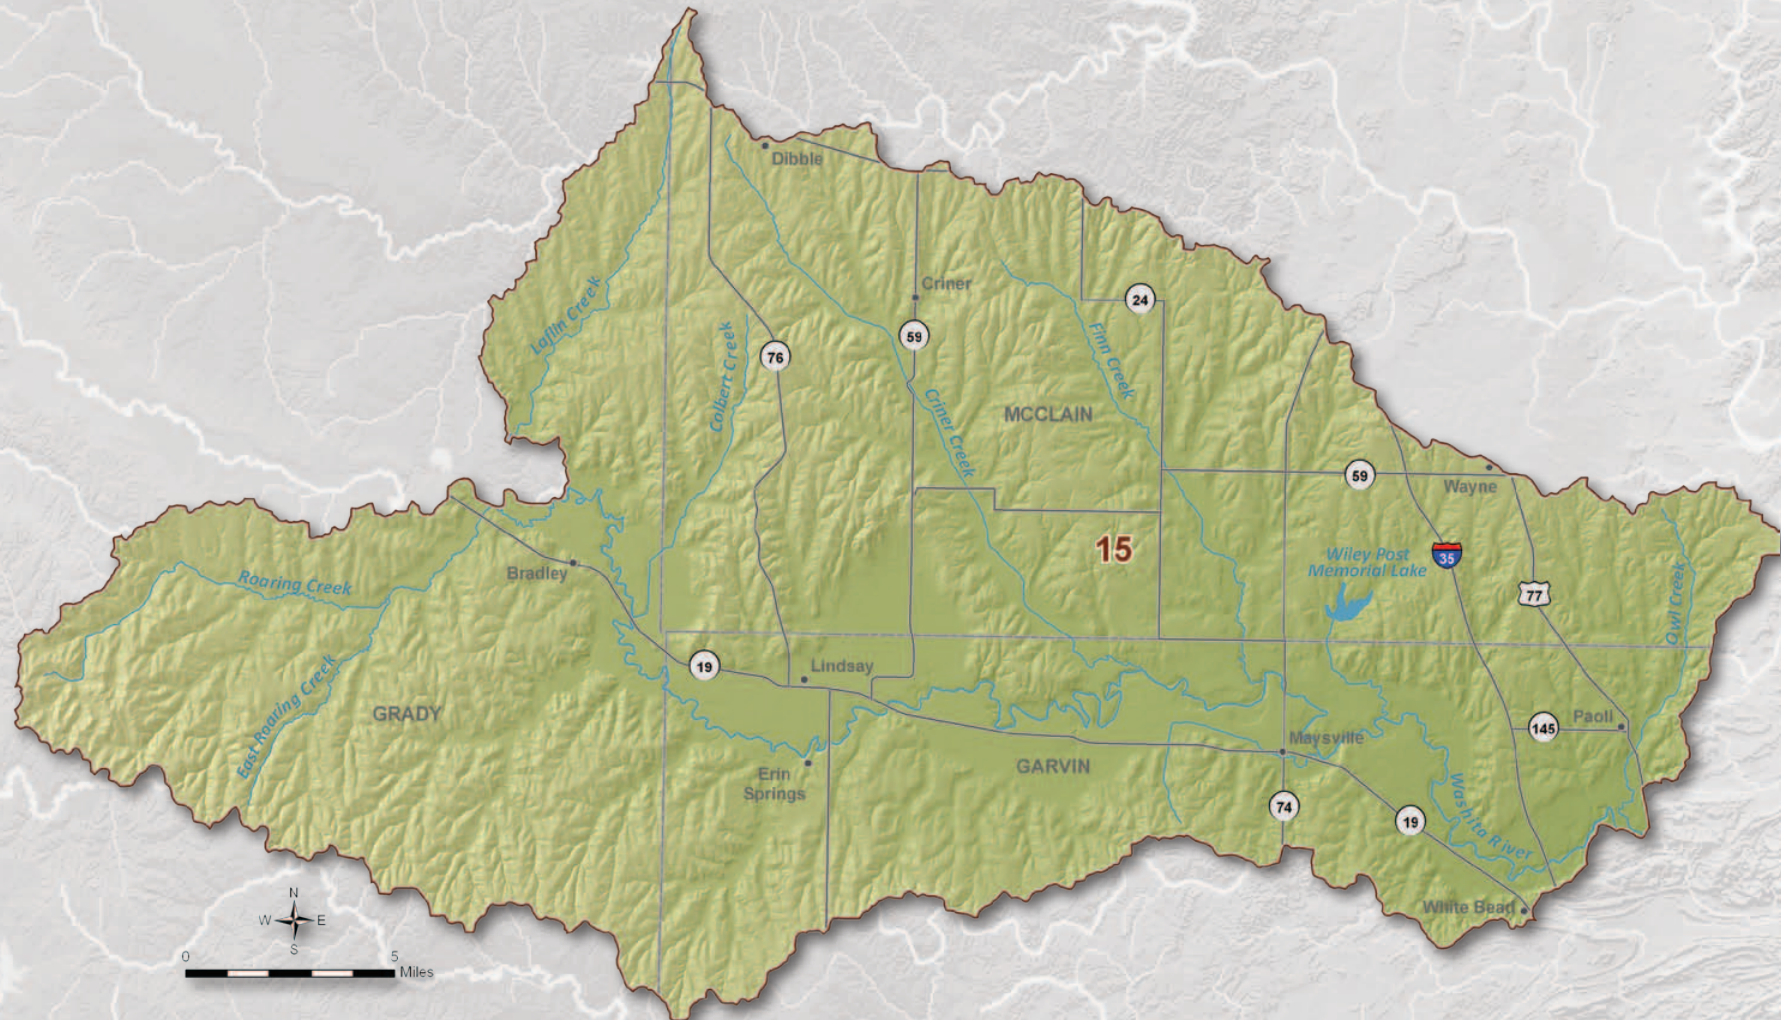 Dibble
Criner
Laflin Creek
24
Colbert Creek
76
59
Finn Creek
Criner Creek
MCCLAIN
59
Wayne
15
Wiley Post
Memorial Lake
35
77
Owl Creek
Bradley
Roaring Creek
East Roaring Creek
19
Lindsay
GRADY
Erin
Springs
GARVIN
Maysville
145
Paoli
74
19
Washita River
White Bead
N
W
E
S
0
5
Miles